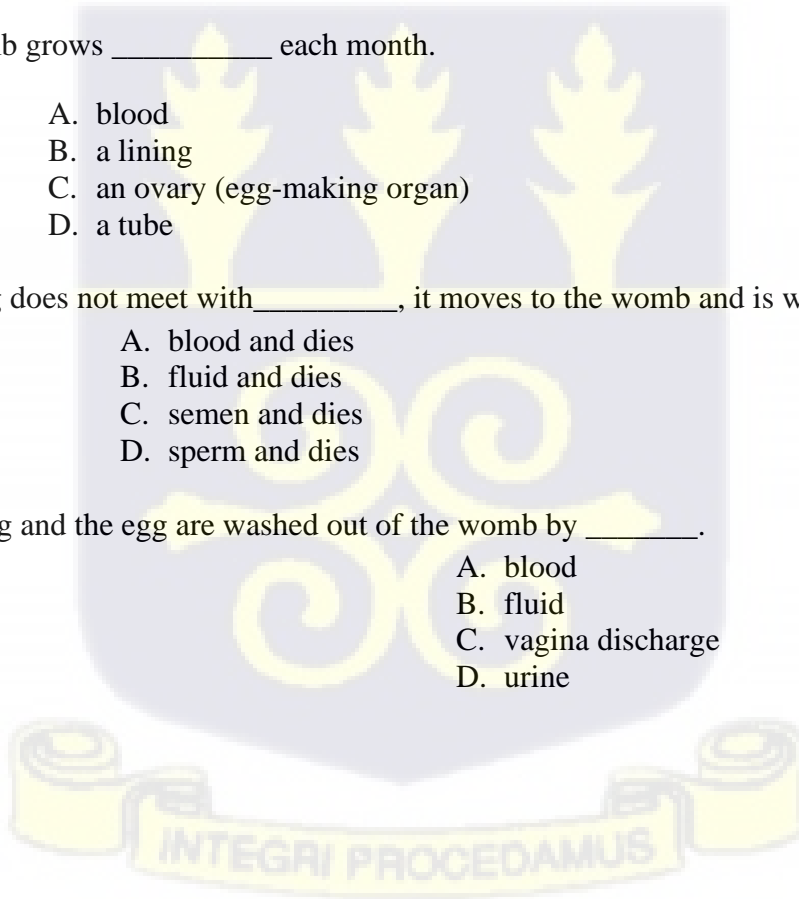 b grows __________ each month.
A. blood
B. a lining
C. an ovary (egg-making organ)
D. a tube
does not meet with_________, it moves to the womb and is w
A. blood and dies
B. fluid and dies
C. semen and dies
D. sperm and dies
g and the egg are washed out of the womb by _______.
A. blood
B. fluid
C. vagina discharge
D. urine
INTEGRI PROCEDAMUS